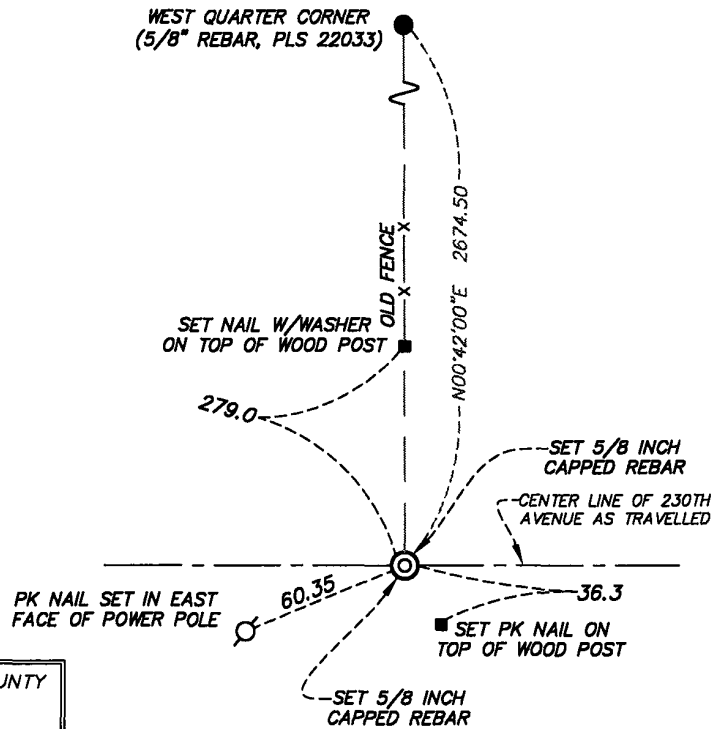 WEST QUARTER CORNER
(5/8" REBAR, PLS 22033)
OLD FENCE
N00°42'00"E 2674.50
SET NAIL W/WASHER
ON TOP OF WOOD POST
279.0
SET 5/8 INCH
CAPPED REBAR
CENTER LINE OF 230TH
AVENUE AS TRAVELLED
60.35
36.3
PK NAIL SET IN EAST
FACE OF POWER POLE
SET PK NAIL ON
TOP OF WOOD POST
UNTY
SET 5/8 INCH
CAPPED REBAR